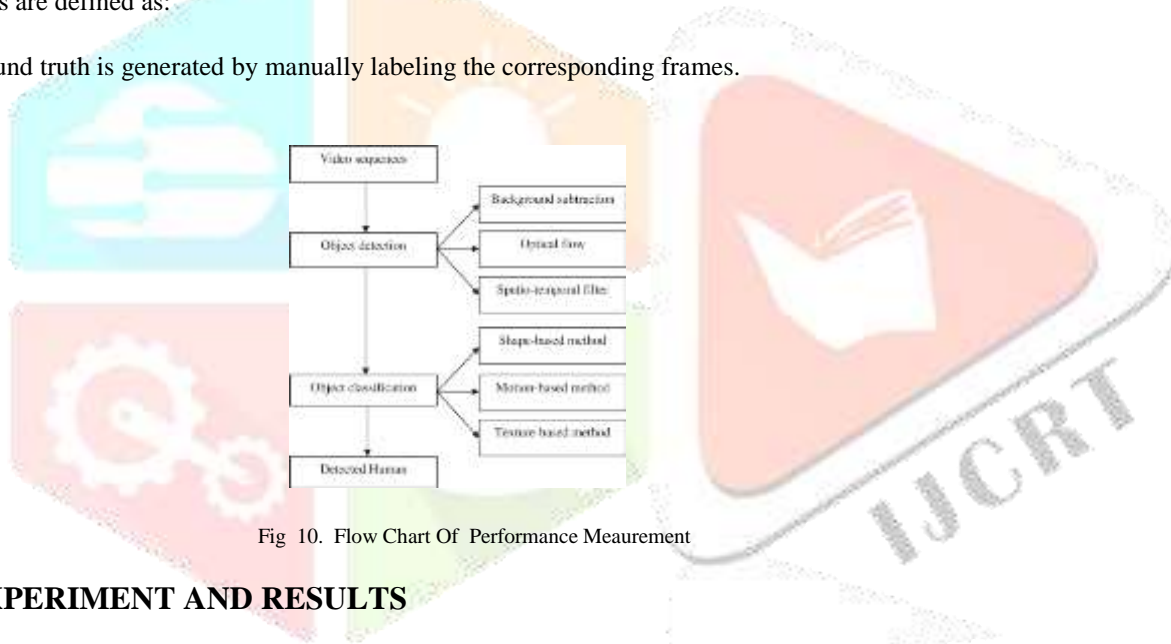 s are defined as:
und truth is generated by manually labeling the corresponding frames.
Video sequences
Background subtraction
Object detection
Optical flow
Spatio-temporal filter
Shape-based method
Object classification
Motion-based method
Texture based method
Detected Human
IJCRT
Fig 10. Flow Chart Of Performance Meaurement
XPERIMENT AND RESULTS